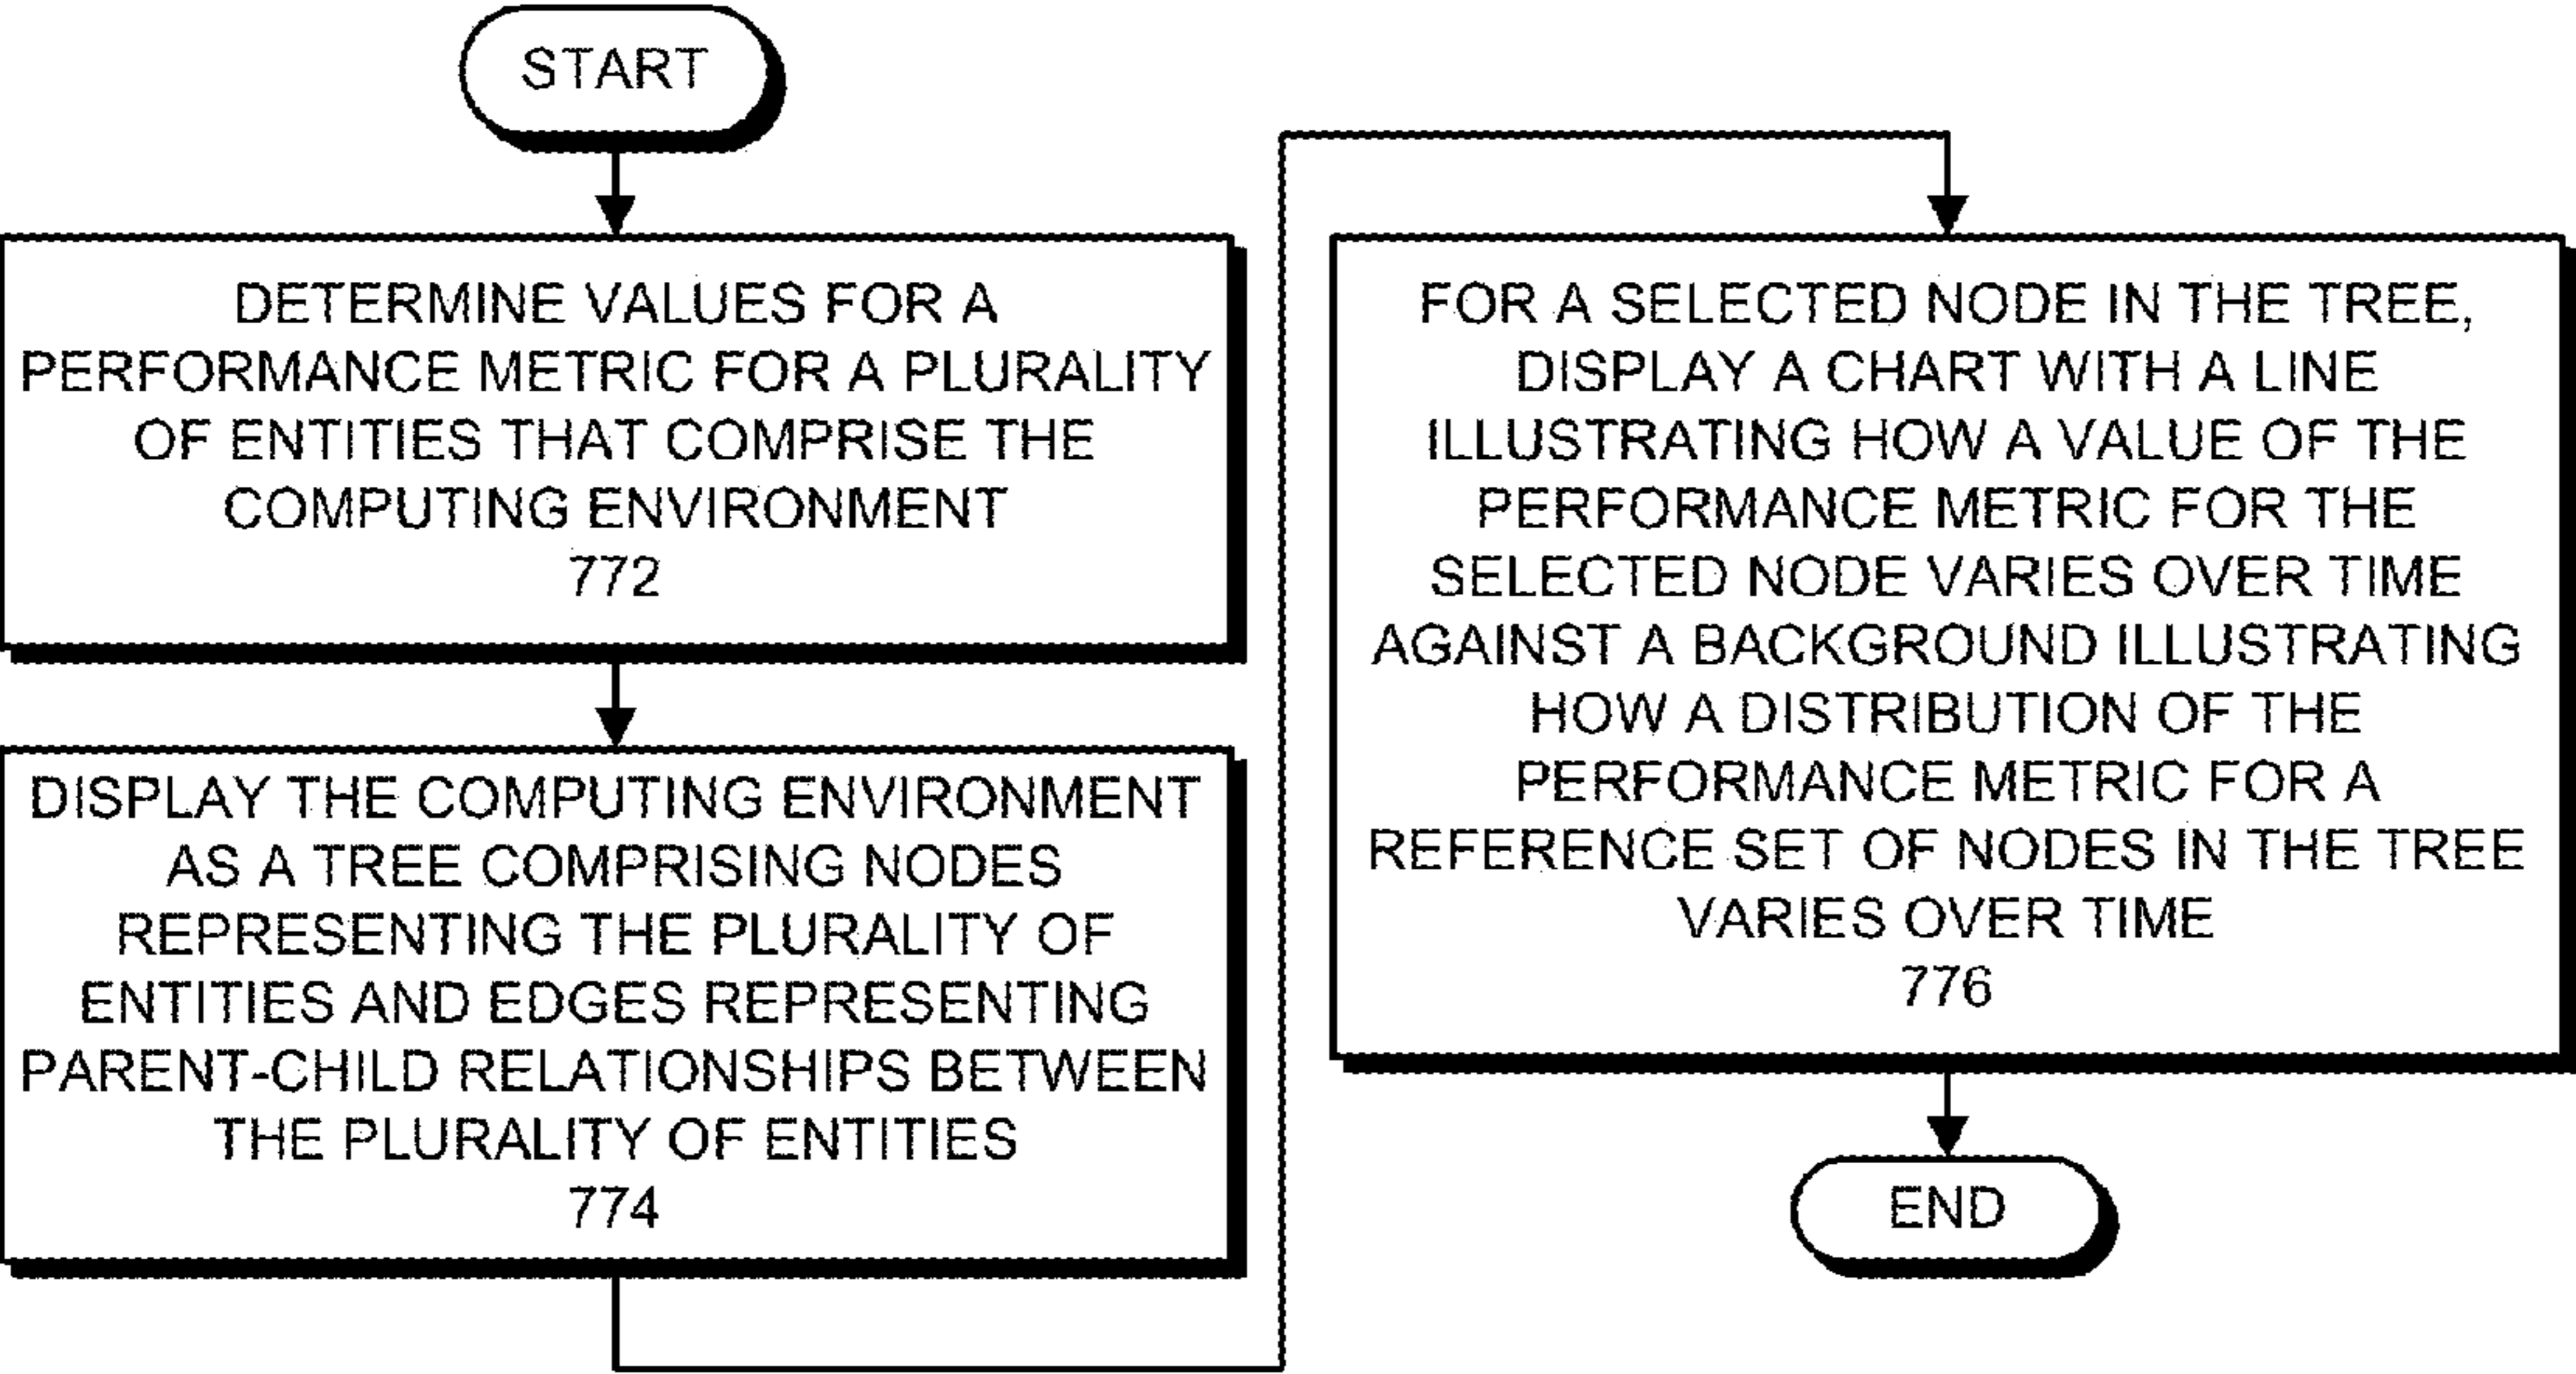 START
DETERMINE VALUES FOR A
PERFORMANCE METRIC FOR A PLURALITY
OF ENTITIES THAT COMPRISE THE
COMPUTING ENVIRONMENT
772
DISPLAY THE COMPUTING ENVIRONMENT
AS A TREE COMPRISING NODES
REPRESENTING THE PLURALITY OF
ENTITIES AND EDGES REPRESENTING
PARENT-CHILD RELATIONSHIPS BETWEEN
THE PLURALITY OF ENTITIES
774
FOR A SELECTED NODE IN THE TREE,
DISPLAY A CHART WITH A LINE
ILLUSTRATING HOW A VALUE OF THE
PERFORMANCE METRIC FOR THE
SELECTED NODE VARIES OVER TIME
AGAINST A BACKGROUND ILLUSTRATING
HOW A DISTRIBUTION OF THE
PERFORMANCE METRIC FOR A
REFERENCE SET OF NODES IN THE TREE
VARIES OVER TIME
776
END